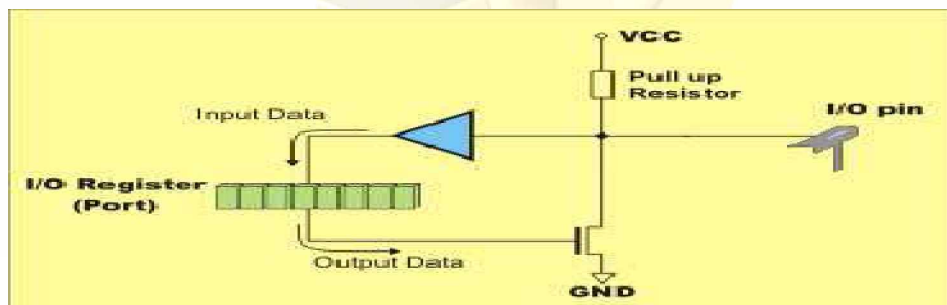 VCC
Pull up
Resistor
I/O pin
Input Data
I/O Register
(Port)
Output Data
GND